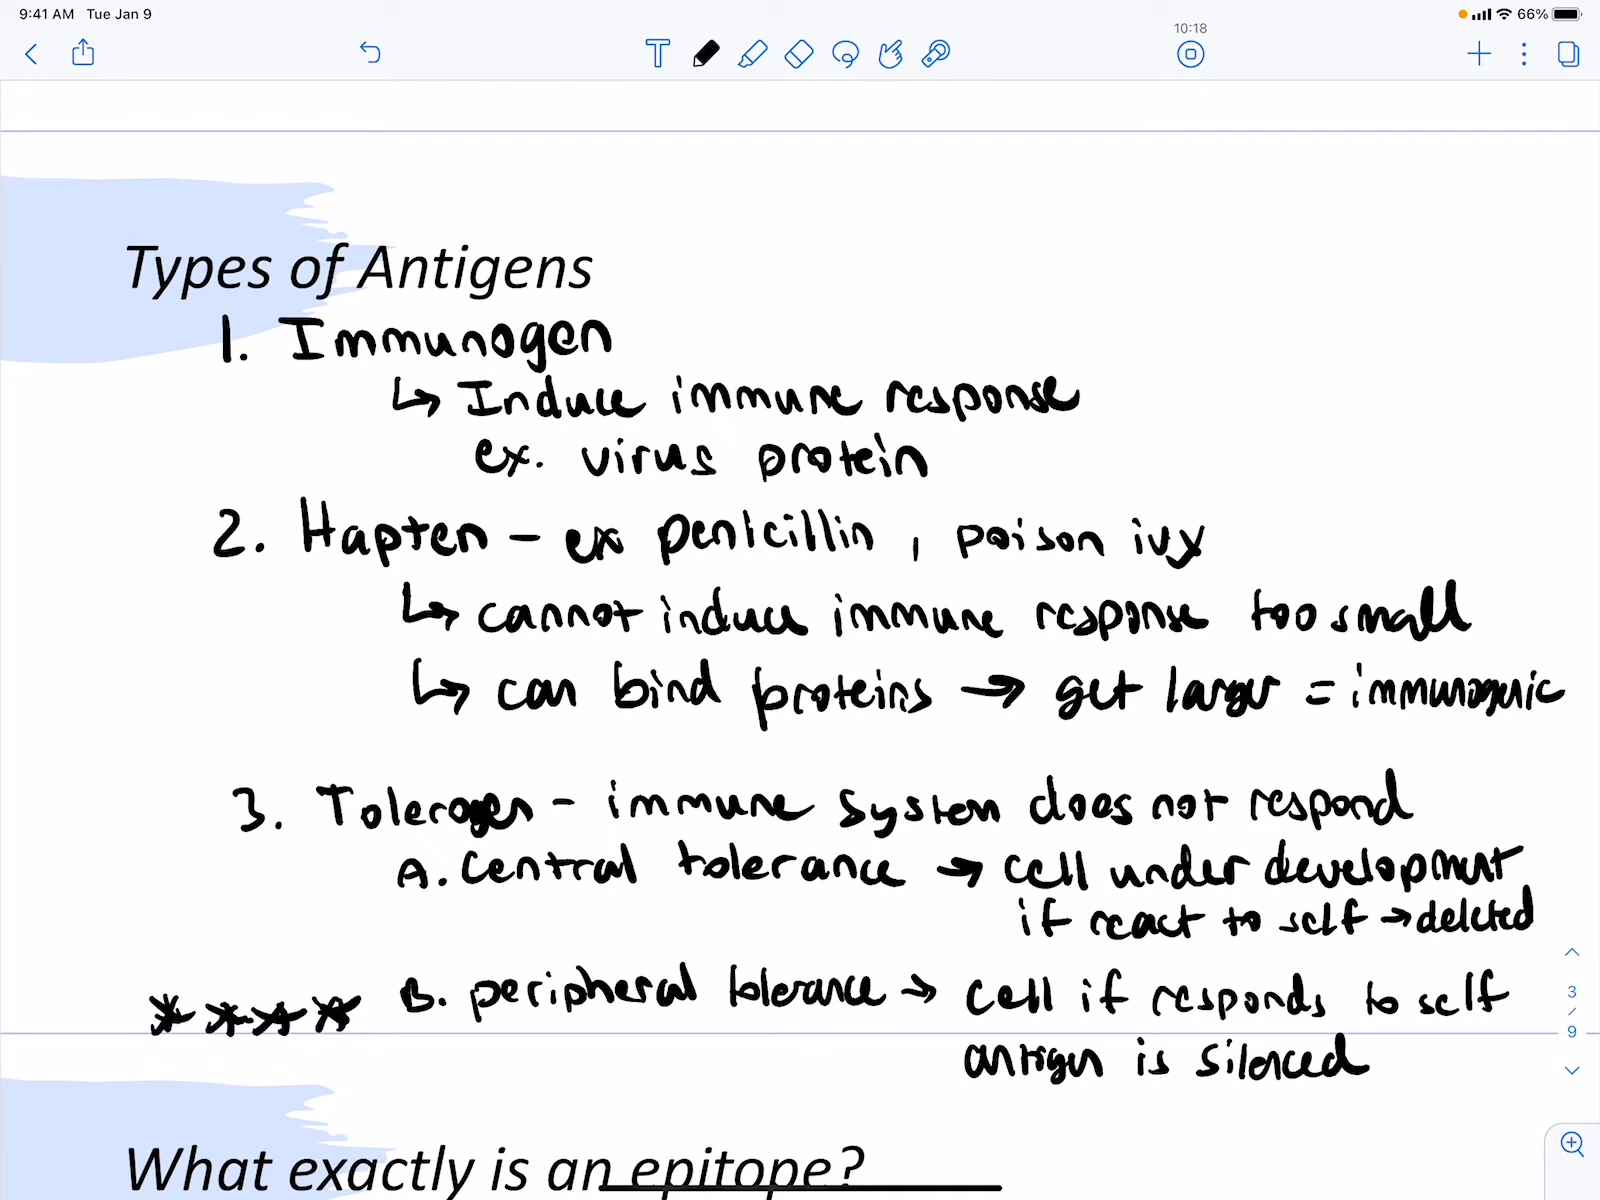 9:41 AM Tue Jan 9
66%
10:18
Types of Antigens
1. Immunogen
↳ Induce immune response
ex. virus protein
2. Hapten - ex penicillin, poison ivy
↳ cannot induce immune response too small
↳ can bind proteins → get larger = immunogenic
3. Tolerogen - immune system does not respond
A. Central tolerance → cell under development
if react to self → deleted
**** B. peripheral tolerance → cell if responds to self
antigen is silenced
3
/
9
What exactly is an epitope?